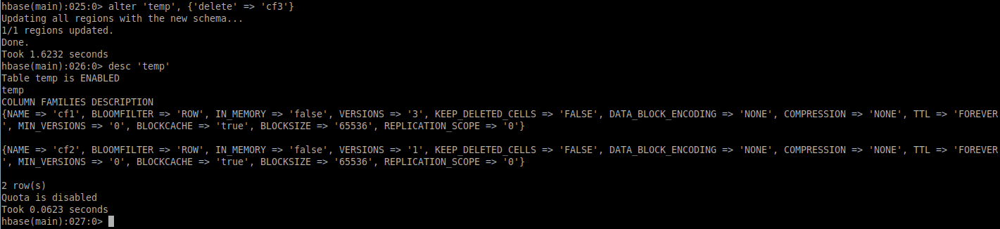 hbase(main):025:0> alter 'temp', {'delete' => 'cf3'}
Updating all regions with the new schema...
1/1 regions updated.
Done.
Took 1.6232 seconds
hbase(main):026:0> desc 'temp'
Table temp is ENABLED
temp
COLUMN FAMILIES DESCRIPTION
{NAME => 'cf1', BLOOMFILTER => 'ROW', IN_MEMORY => 'false', VERSIONS => '3', KEEP_DELETED_CELLS => 'FALSE', DATA_BLOCK_ENCODING => 'NONE', COMPRESSION => 'NONE', TTL => 'FOREVER
', MIN_VERSIONS => '0', BLOCKCACHE => 'true', BLOCKSIZE => '65536', REPLICATION_SCOPE => '0'}
{NAME => 'cf2', BLOOMFILTER => 'ROW', IN_MEMORY => 'false', VERSIONS => '1', KEEP_DELETED_CELLS => 'FALSE', DATA_BLOCK_ENCODING => 'NONE', COMPRESSION => 'NONE', TTL => 'FOREVER
', MIN_VERSIONS => '0', BLOCKCACHE => 'true', BLOCKSIZE => '65536', REPLICATION_SCOPE => '0'}
2 row(s)
Quota is disabled
Took 0.0623 seconds
hbase(main):027:0>